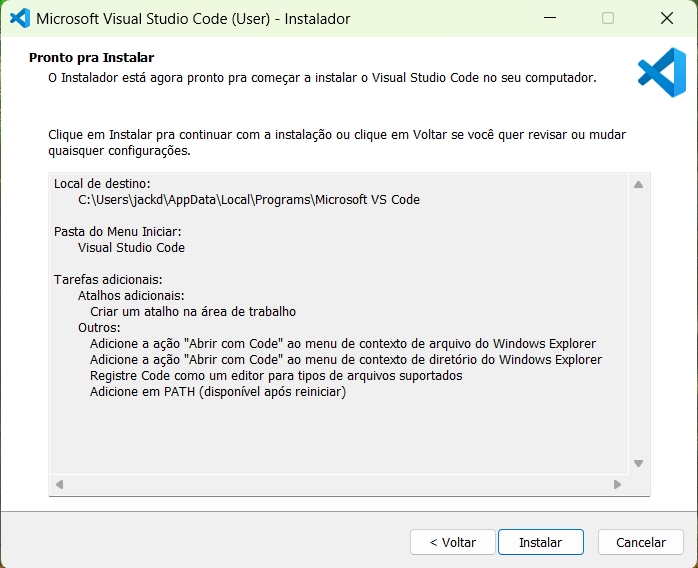 Microsoft Visual Studio Code (User) - Instalador
Pronto pra Instalar
O Instalador está agora pronto pra começar a instalar o Visual Studio Code no seu computador.
Clique em Instalar pra continuar com a instalação ou clique em Voltar se você quer revisar ou mudar
quaisquer configurações.
Local de destino:
C:\Users\jackd\AppData\Local\Programs\Microsoft VS Code
Pasta do Menu Iniciar:
Visual Studio Code
Tarefas adicionais:
Atalhos adicionais:
Criar um atalho na área de trabalho
Outros:
Adicione a ação "Abrir com Code" ao menu de contexto de arquivo do Windows Explorer
Adicione a ação "Abrir com Code" ao menu de contexto de diretório do Windows Explorer
Registre Code como um editor para tipos de arquivos suportados
Adicione em PATH (disponível após reiniciar)
< Voltar Instalar Cancelar